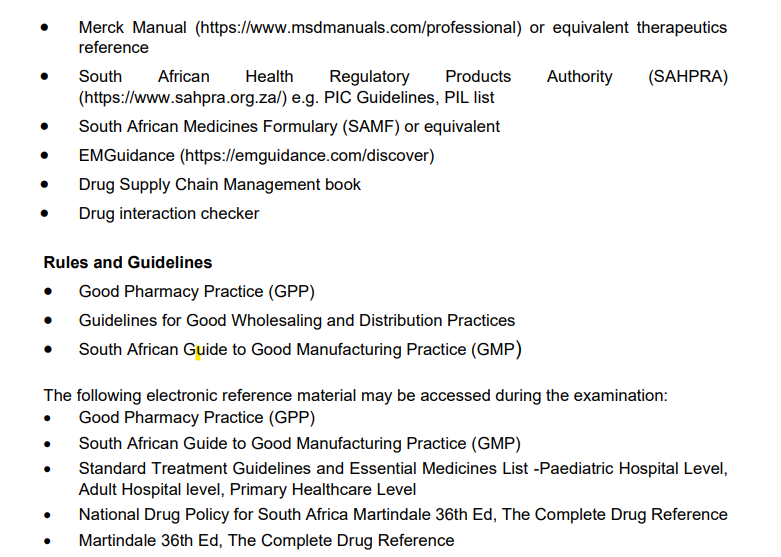 • Merck Manual (https://www.msdmanuals.com/professional) or equivalent therapeutics
reference
• South African Health Regulatory Products Authority (SAHPRA)
(https://www.sahpra.org.za/) e.g. PIC Guidelines, PIL list
• South African Medicines Formulary (SAMF) or equivalent
• EMGuidance (https://emguidance.com/discover)
• Drug Supply Chain Management book
• Drug interaction checker
Rules and Guidelines
• Good Pharmacy Practice (GPP)
• Guidelines for Good Wholesaling and Distribution Practices
• South African Guide to Good Manufacturing Practice (GMP)
The following electronic reference material may be accessed during the examination:
• Good Pharmacy Practice (GPP)
• South African Guide to Good Manufacturing Practice (GMP)
• Standard Treatment Guidelines and Essential Medicines List -Paediatric Hospital Level,
Adult Hospital level, Primary Healthcare Level
• National Drug Policy for South Africa Martindale 36th Ed, The Complete Drug Reference
• Martindale 36th Ed, The Complete Drug Reference